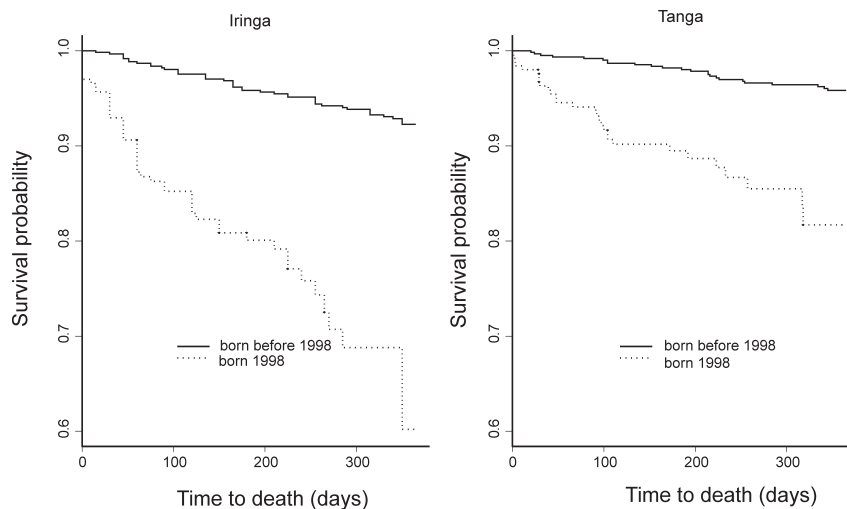 Iringa
Survival probability
1.0
0.9
0.8
0.7
0.6
born before 1998
born 1998
0 100 200 300
Time to death (days)
Tanga
Survival probability
1.0
0.9
0.8
0.7
0.6
born before 1998
born 1998
0 100 200 300
Time to death (days)